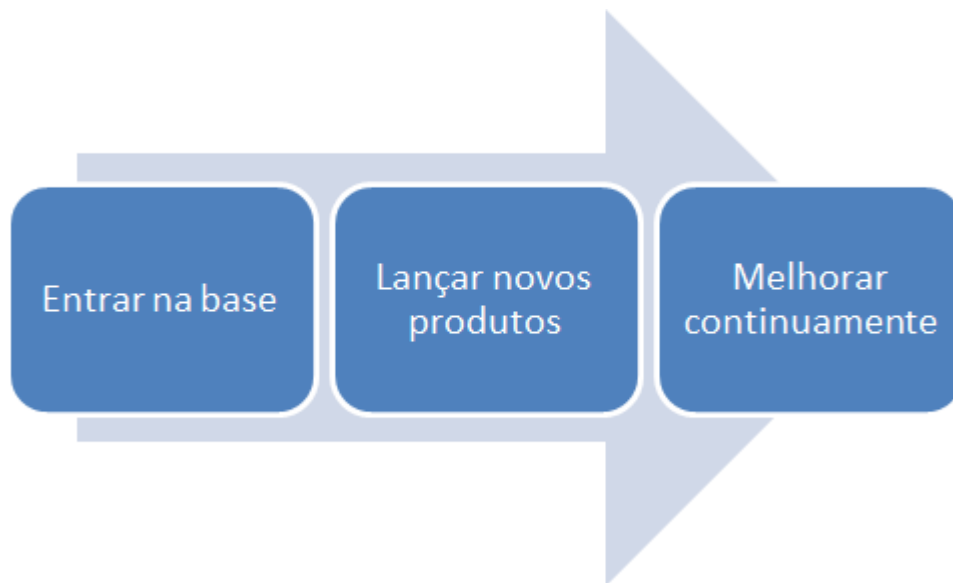 Entrar na base
Lançar novos
produtos
Melhorar
continuamente